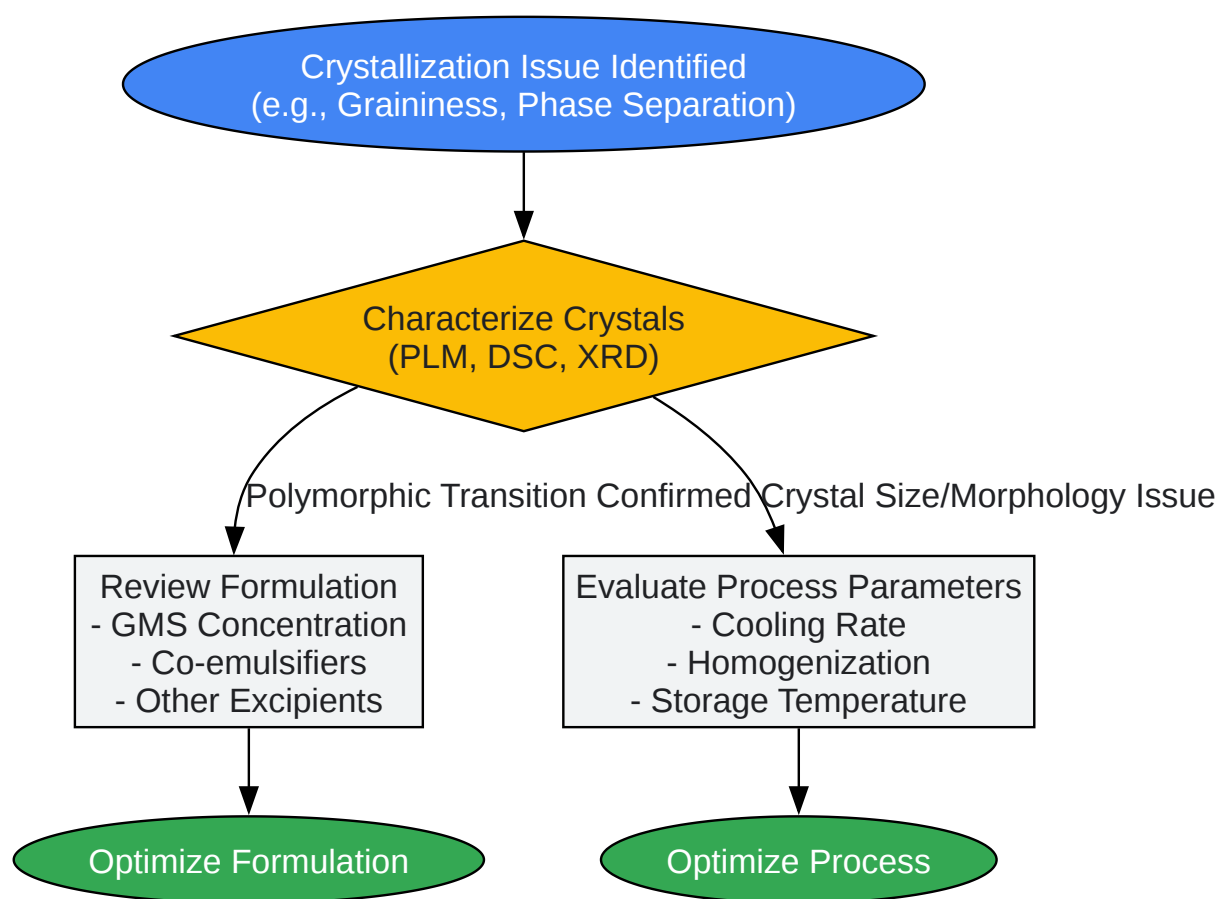 Crystallization Issue Identified
(e.g., Graininess, Phase Separation)
Characterize Crystals
(PLM, DSC, XRD)
Polymorphic Transition Confirmed
Crystal Size/Morphology Issue
Review Formulation
- GMS Concentration
- Co-emulsifiers
- Other Excipients
Evaluate Process Parameters
- Cooling Rate
- Homogenization
- Storage Temperature
Optimize Formulation
Optimize Process